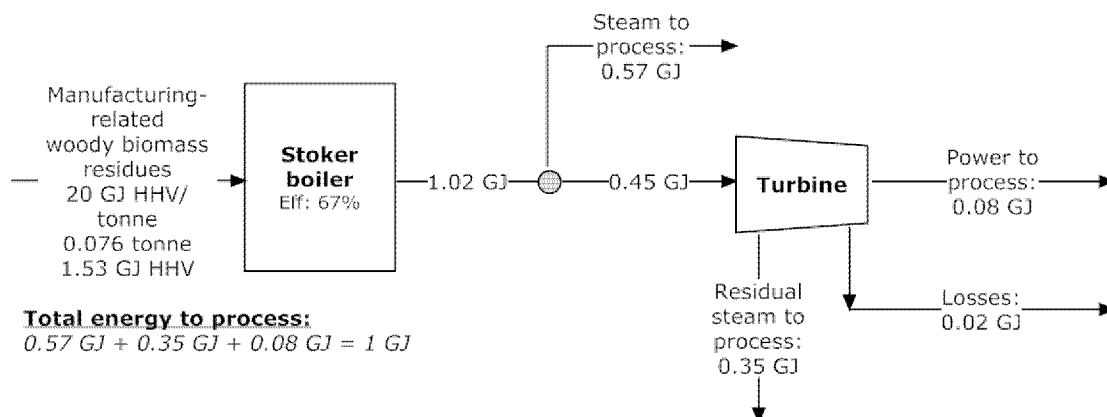 Manufacturing-
related
woody biomass
residues
20 GJ HHV/
tonne
0.076 tonne
1.53 GJ HHV
Stoker
boiler
Eff: 67%
1.02 GJ
Steam to
process:
0.57 GJ
0.45 GJ
Turbine
Power to
process:
0.08 GJ
Losses:
0.02 GJ
Residual
steam to
process:
0.35 GJ
Total energy to process:
0.57 GJ + 0.35 GJ + 0.08 GJ = 1 GJ